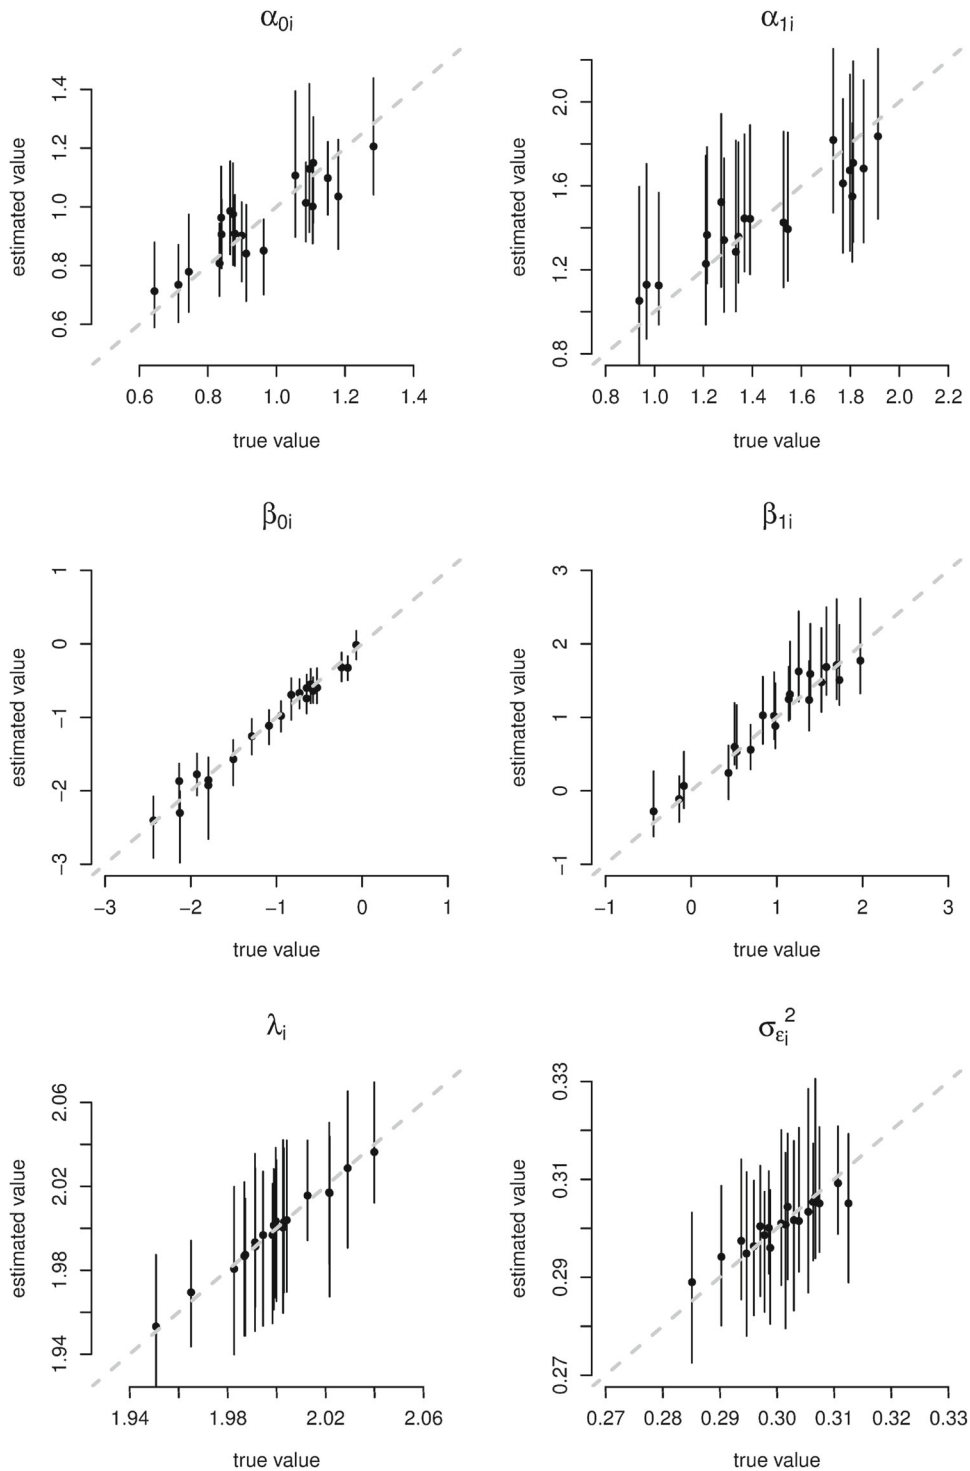 α0i
estimated value
0.6 0.8 1.0 1.2 1.4
0.6 0.8 1.0 1.2 1.4
true value
α1i
estimated value
0.8 1.2 1.6 2.0
0.8 1.0 1.2 1.4 1.6 1.8 2.0 2.2
true value
β0i
estimated value
−3 −2 −1 0 1
−3 −2 −1 0 1
true value
β1i
estimated value
−1 0 1 2 3
−1 0 1 2 3
true value
λi
estimated value
1.94 1.98 2.02 2.06
1.94 1.98 2.02 2.06
true value
σεi2
estimated value
0.27 0.29 0.31 0.33
0.27 0.28 0.29 0.30 0.31 0.32 0.33
true value